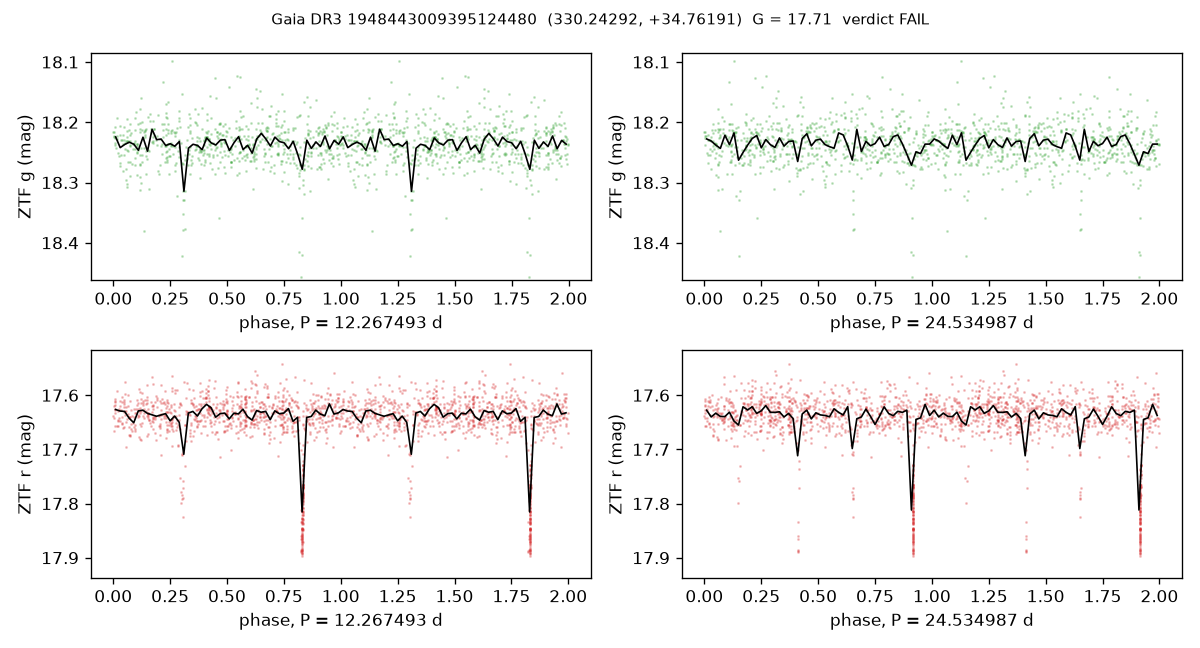 Gaia DR3 1948443009395124480  (330.24292, +34.76191)  G = 17.71  verdict FAIL
18.1
18.2
18.3
18.4
ZTF g (mag)
0.00 0.25 0.50 0.75 1.00 1.25 1.50 1.75 2.00
phase, P = 12.267493 d
18.1
18.2
18.3
18.4
ZTF g (mag)
0.00 0.25 0.50 0.75 1.00 1.25 1.50 1.75 2.00
phase, P = 24.534987 d
17.6
17.7
17.8
17.9
ZTF r (mag)
0.00 0.25 0.50 0.75 1.00 1.25 1.50 1.75 2.00
phase, P = 12.267493 d
17.6
17.7
17.8
17.9
ZTF r (mag)
0.00 0.25 0.50 0.75 1.00 1.25 1.50 1.75 2.00
phase, P = 24.534987 d